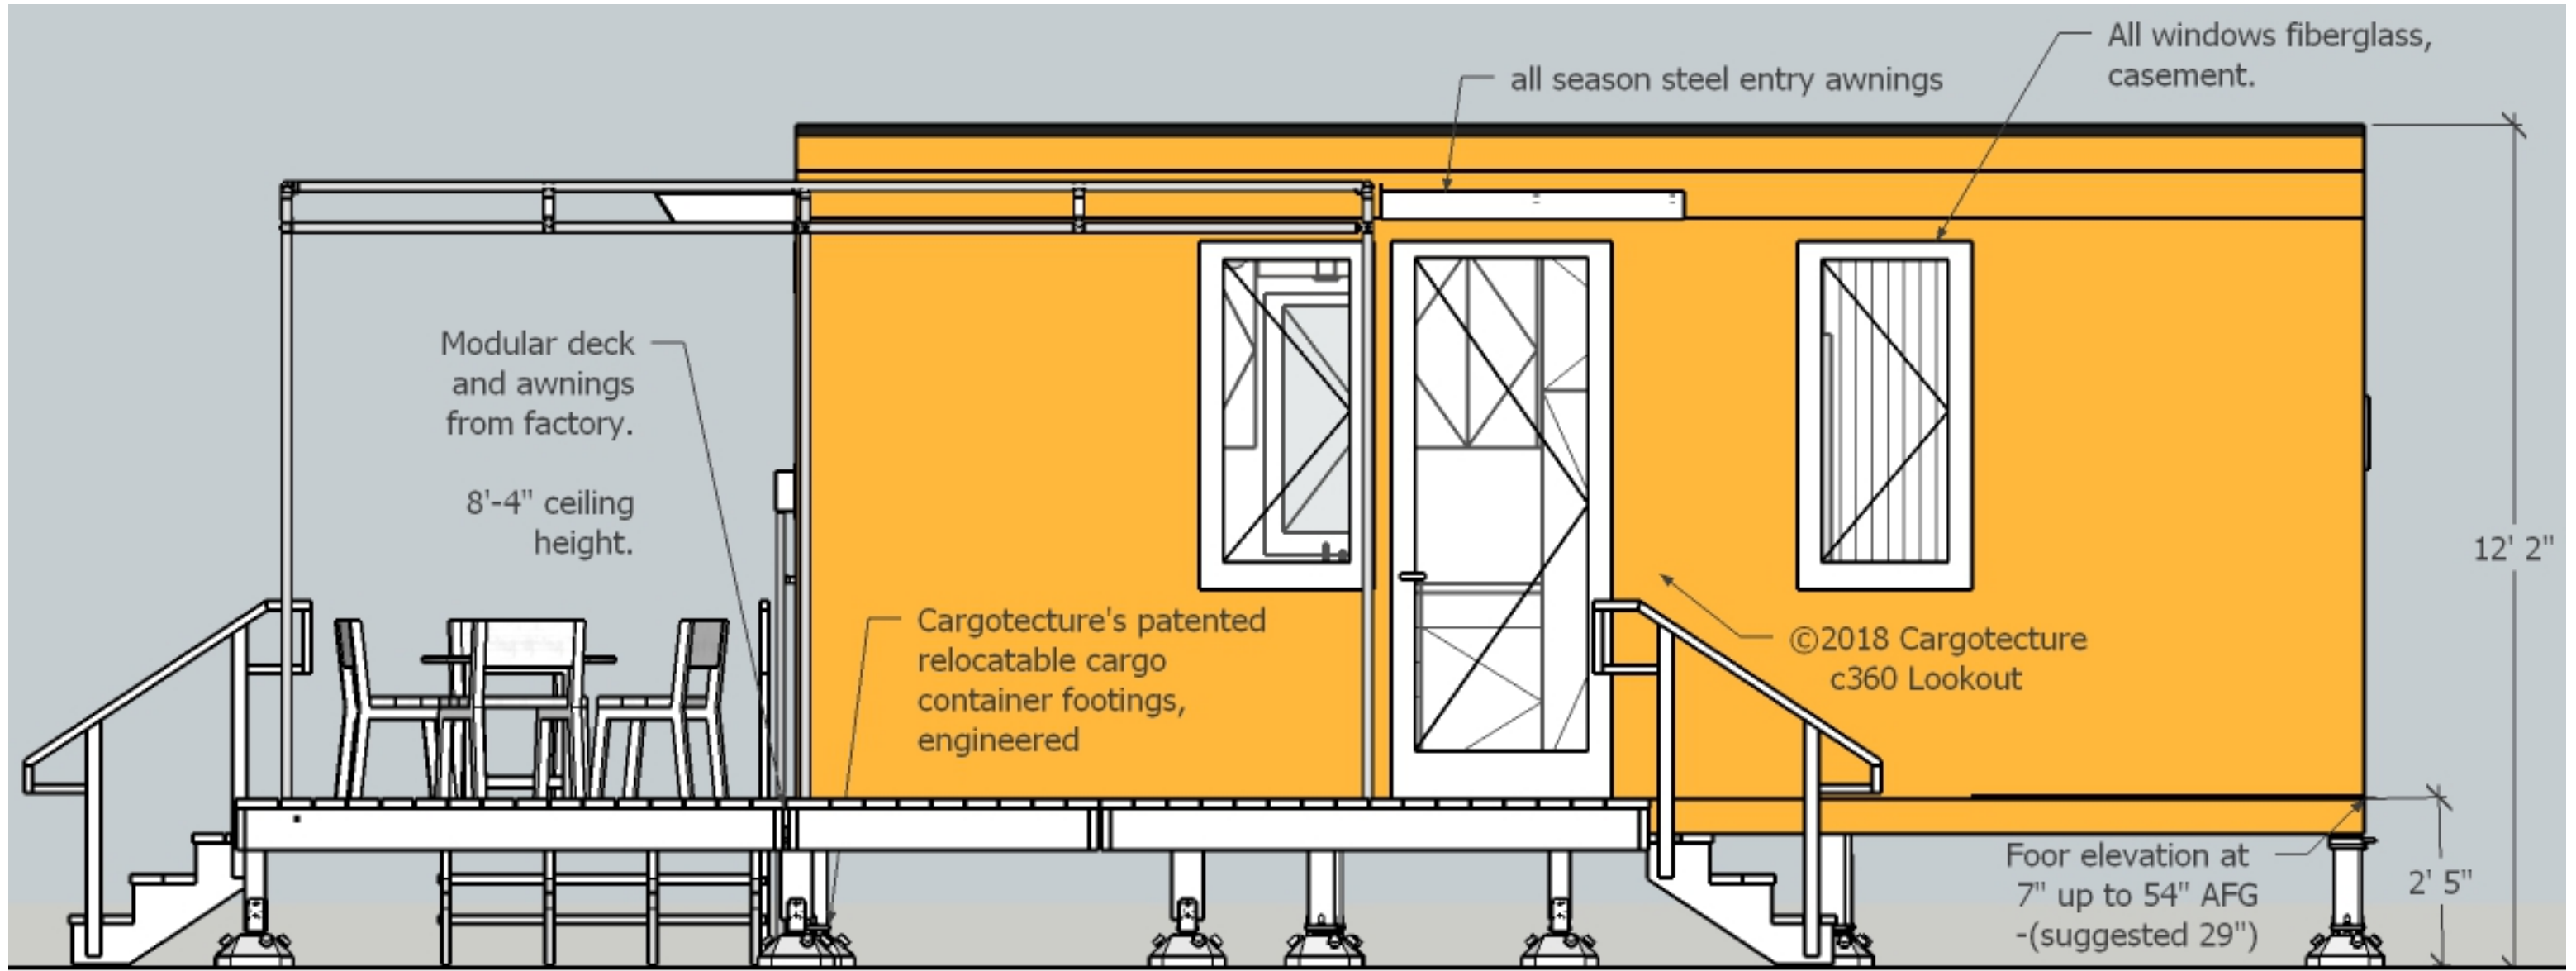 All windows fiberglass,
casement.
all season steel entry awnings
Modular deck
and awnings
from factory.
8'-4" ceiling
height.
12' 2"
Cargotecture's patented
relocatable cargo
container footings,
engineered
©2018 Cargotecture
c360 Lookout
Foor elevation at
7" up to 54" AFG
-(suggested 29")
2' 5"